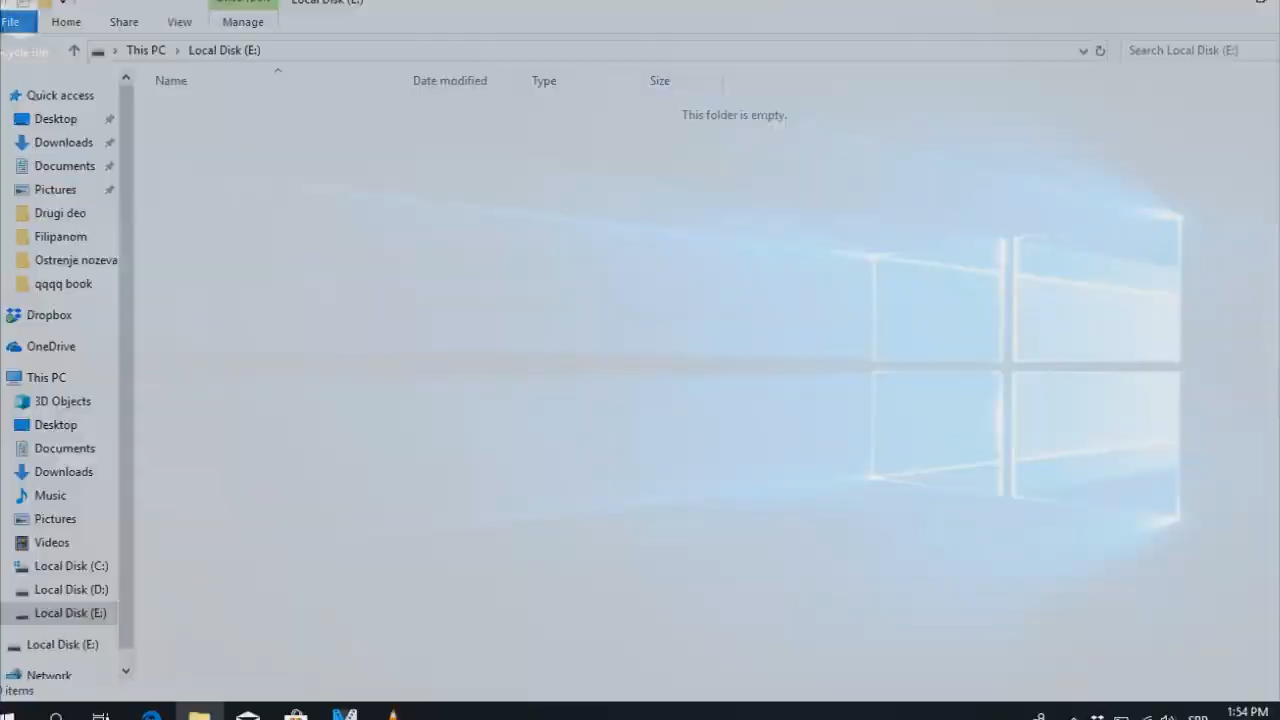 Local Disk (E:)
File Home Share View Manage
This PC › Local Disk (E:) Search Local Disk (E:)
Name Date modified Type Size
This folder is empty.
Quick access
Desktop
Downloads
Documents
Pictures
Drugi deo
Filipanom
Ostrenje nozeva
qqqq book
Dropbox
OneDrive
This PC
3D Objects
Desktop
Documents
Downloads
Music
Pictures
Videos
Local Disk (C:)
Local Disk (D:)
Local Disk (E:)
Local Disk (E:)
Network
items
1:54 PM